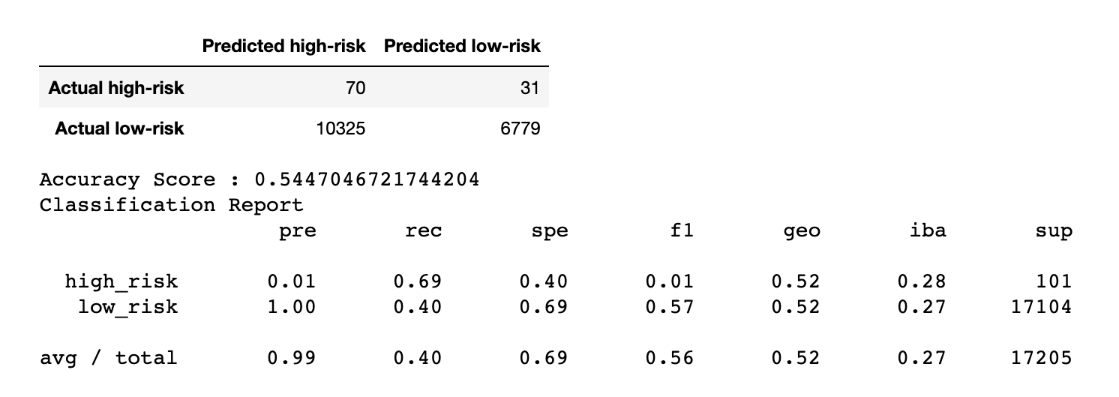 Predicted high-risk Predicted low-risk
Actual high-risk 70 31
Actual low-risk 10325 6779
Accuracy Score : 0.5447046721744204
Classification Report
pre rec spe f1 geo iba sup
high_risk 0.01 0.69 0.40 0.01 0.52 0.28 101
low_risk 1.00 0.40 0.69 0.57 0.52 0.27 17104
avg / total 0.99 0.40 0.69 0.56 0.52 0.27 17205